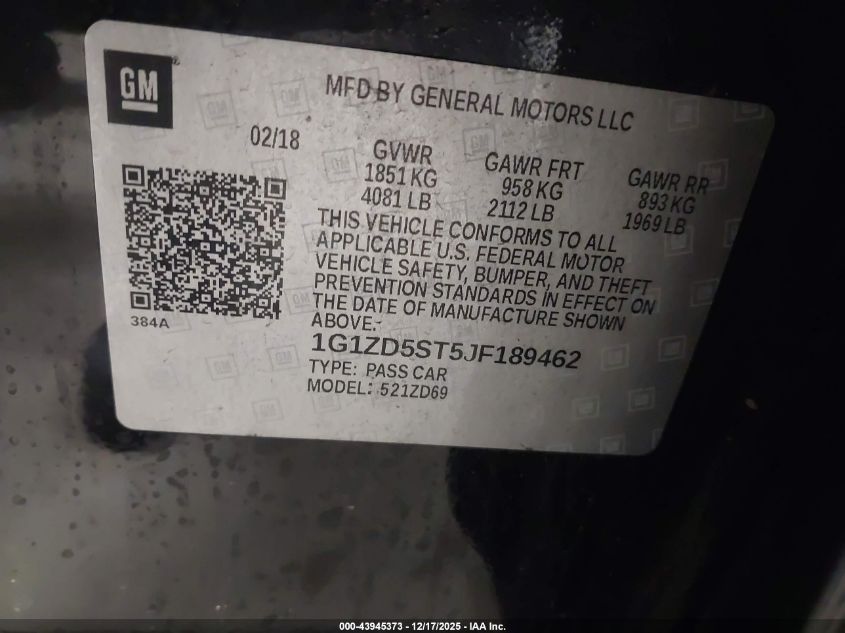 GM
®
MFD BY GENERAL MOTORS LLC
02/18
GVWR
1851 KG
4081 LB
GAWR FRT
958 KG
2112 LB
GAWR RR
893 KG
1969 LB
THIS VEHICLE CONFORMS TO ALL
APPLICABLE U.S. FEDERAL MOTOR
VEHICLE SAFETY, BUMPER, AND THEFT
PREVENTION STANDARDS IN EFFECT ON
THE DATE OF MANUFACTURE SHOWN
ABOVE.
384A
1G1ZD5ST5JF189462
TYPE: PASS CAR
MODEL: 521ZD69
000-43945373 - 12/17/2025 - IAA Inc.